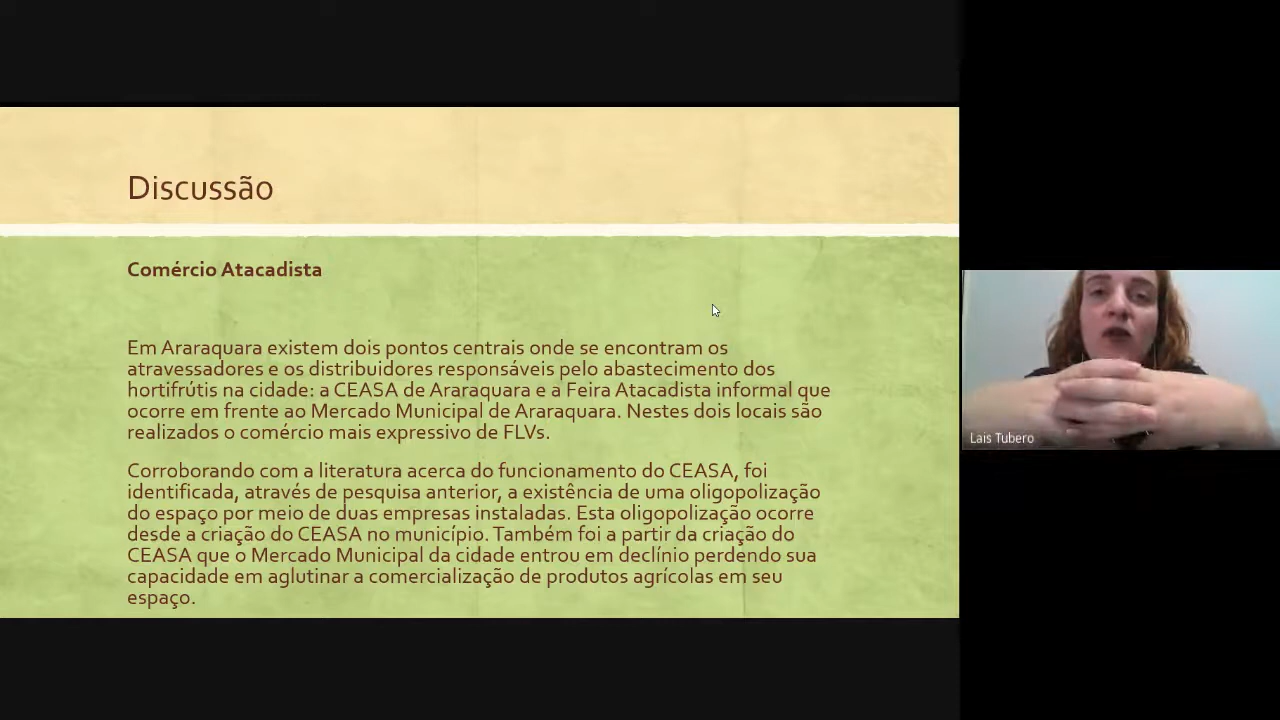 Discussão
Comércio Atacadista
Em Araraquara existem dois pontos centrais onde se encontram os
atravessadores e os distribuidores responsáveis pelo abastecimento dos
hortifrútis na cidade: a CEASA de Araraquara e a Feira Atacadista informal que
ocorre em frente ao Mercado Municipal de Araraquara. Nestes dois locais são
realizados o comércio mais expressivo de FLVs.
Corroborando com a literatura acerca do funcionamento do CEASA, foi
identificada, através de pesquisa anterior, a existência de uma oligopolização
do espaço por meio de duas empresas instaladas. Esta oligopolização ocorre
desde a criação do CEASA no município. Também foi a partir da criação do
CEASA que o Mercado Municipal da cidade entrou em declínio perdendo sua
capacidade em aglutinar a comercialização de produtos agrícolas em seu
espaço.
Lais Tubero